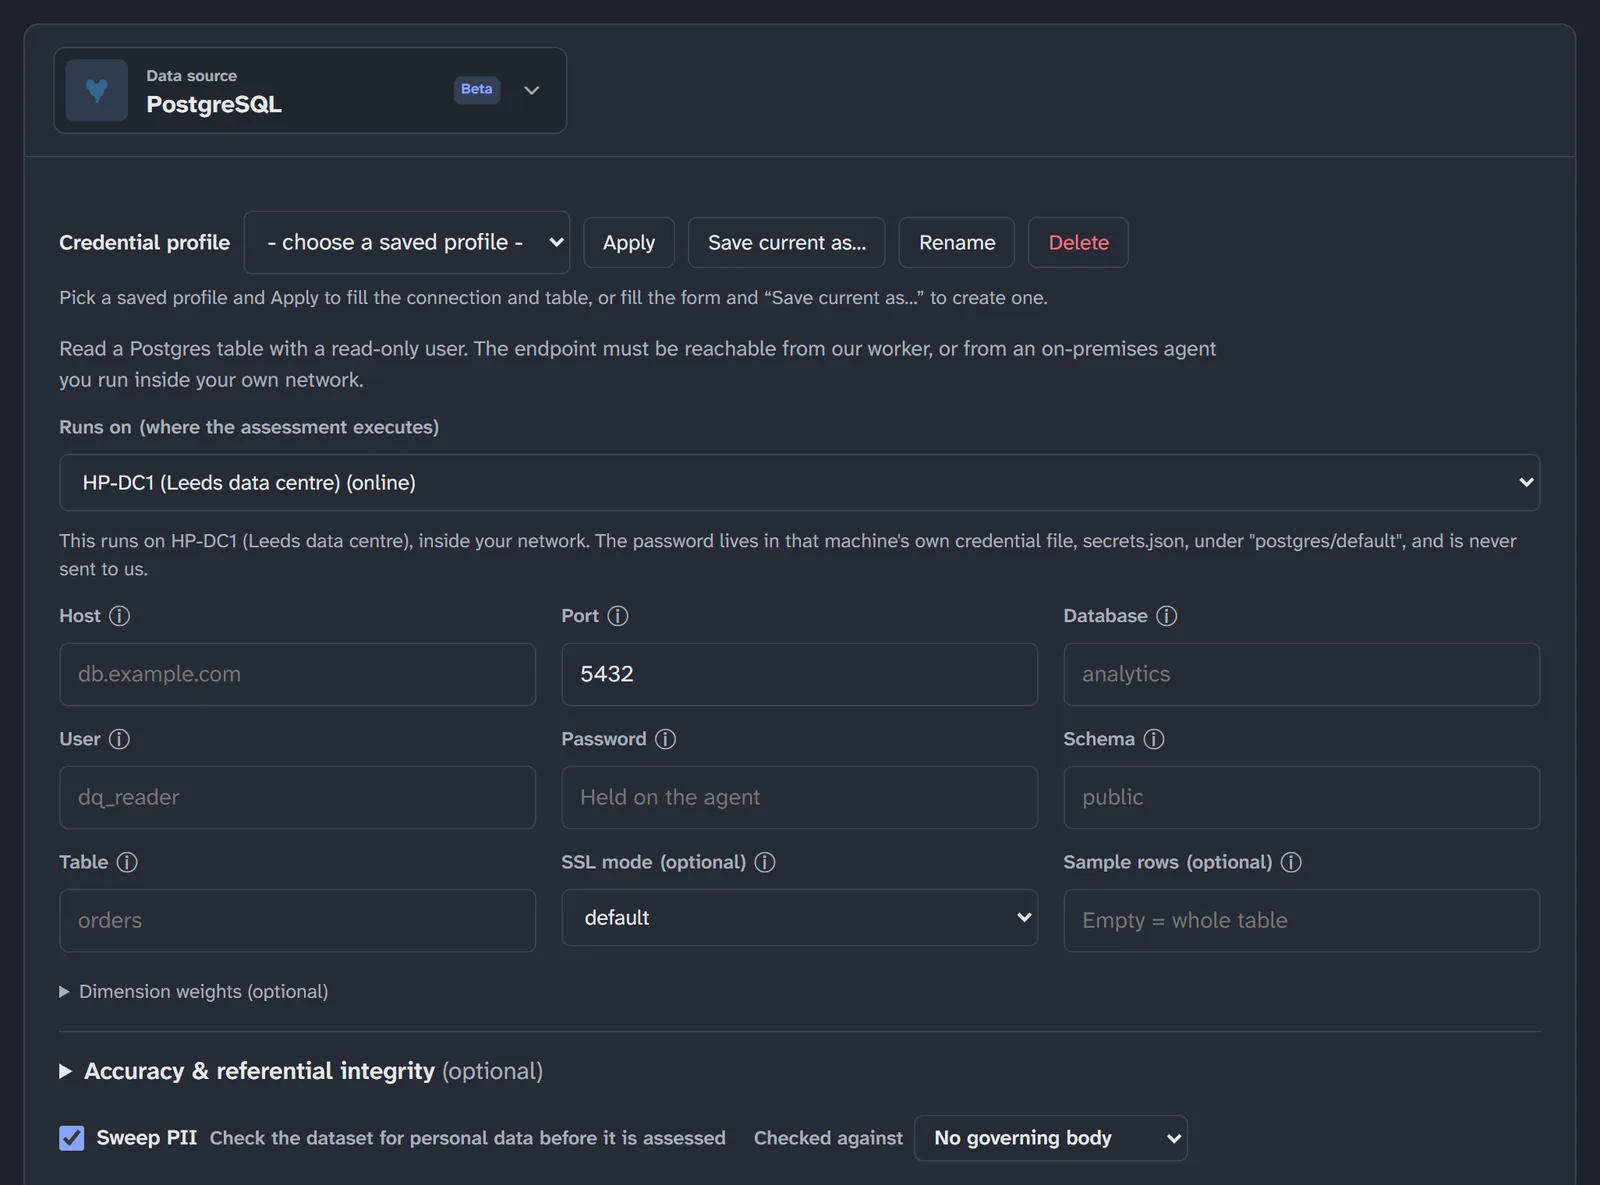 Data source
PostgreSQL
Beta
Credential profile
- choose a saved profile -
Apply
Save current as...
Rename
Delete
Pick a saved profile and Apply to fill the connection and table, or fill the form and “Save current as...” to create one.
Read a Postgres table with a read-only user. The endpoint must be reachable from our worker, or from an on-premises agent
you run inside your own network.
Runs on (where the assessment executes)
HP-DC1 (Leeds data centre) (online)
This runs on HP-DC1 (Leeds data centre), inside your network. The password lives in that machine's own credential file, secrets.json, under "postgres/default", and is never
sent to us.
Host
Port
Database
db.example.com
5432
analytics
User
Password
Schema
dq_reader
Held on the agent
public
Table
SSL mode (optional)
Sample rows (optional)
orders
default
Empty = whole table
Dimension weights (optional)
Accuracy & referential integrity (optional)
Sweep PII Check the dataset for personal data before it is assessed
Checked against
No governing body